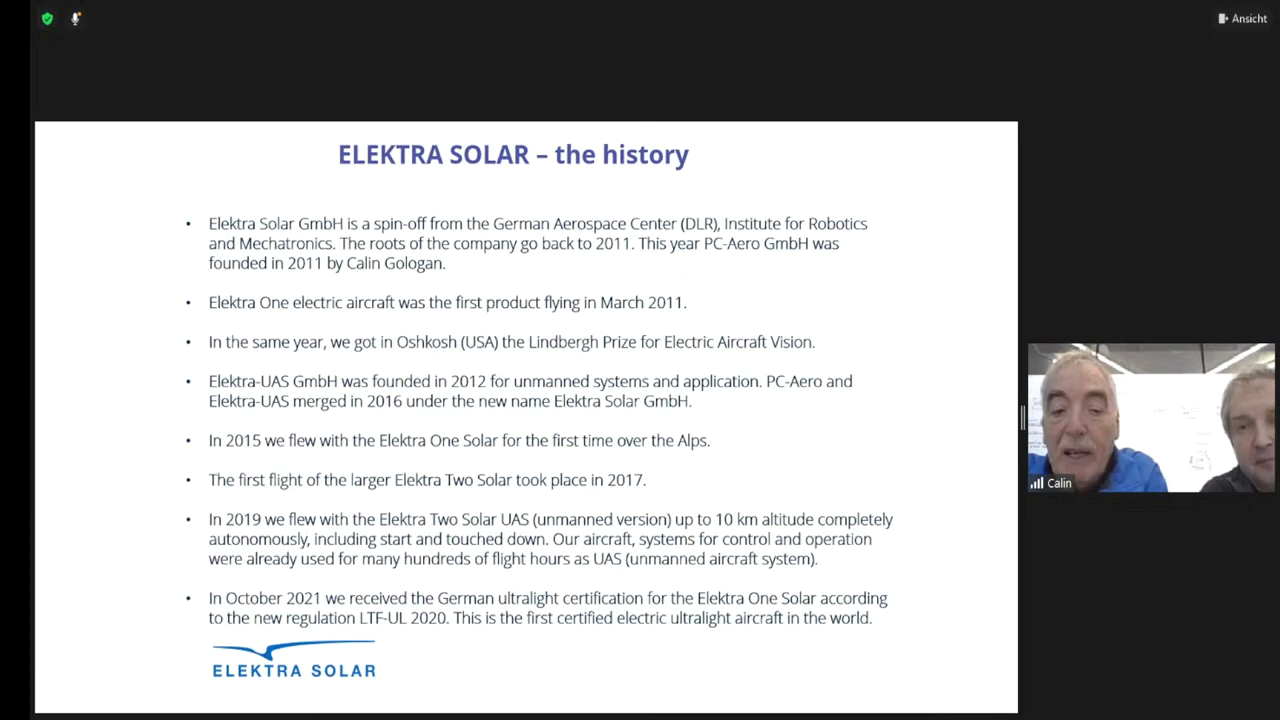 Ansicht
ELEKTRA SOLAR – the history
• Elektra Solar GmbH is a spin-off from the German Aerospace Center (DLR), Institute for Robotics
and Mechatronics. The roots of the company go back to 2011. This year PC-Aero GmbH was
founded in 2011 by Calin Gologan.
• Elektra One electric aircraft was the first product flying in March 2011.
• In the same year, we got in Oshkosh (USA) the Lindbergh Prize for Electric Aircraft Vision.
• Elektra-UAS GmbH was founded in 2012 for unmanned systems and application. PC-Aero and
Elektra-UAS merged in 2016 under the new name Elektra Solar GmbH.
• In 2015 we flew with the Elektra One Solar for the first time over the Alps.
• The first flight of the larger Elektra Two Solar took place in 2017.
• In 2019 we flew with the Elektra Two Solar UAS (unmanned version) up to 10 km altitude completely
autonomously, including start and touched down. Our aircraft, systems for control and operation
were already used for many hundreds of flight hours as UAS (unmanned aircraft system).
• In October 2021 we received the German ultralight certification for the Elektra One Solar according
to the new regulation LTF-UL 2020. This is the first certified electric ultralight aircraft in the world.
ELEKTRA SOLAR
Calin